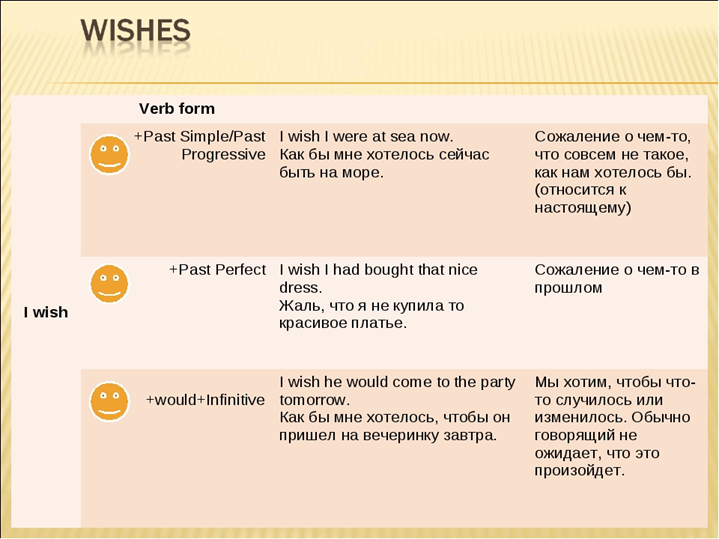 WISHES
Verb form
I wish
+Past Simple/Past
Progressive
I wish I were at sea now.
Как бы мне хотелось сейчас
быть на море.
Сожаление о чем-то,
что совсем не такое,
как нам хотелось бы.
(относится к
настоящему)
+Past Perfect
I wish I had bought that nice
dress.
Жаль, что я не купила то
красивое платье.
Сожаление о чем-то в
прошлом
+would+Infinitive
I wish he would come to the party
tomorrow.
Как бы мне хотелось, чтобы он
пришел на вечеринку завтра.
Мы хотим, чтобы что-
то случилось или
изменилось. Обычно
говорящий не
ожидает, что это
произойдет.